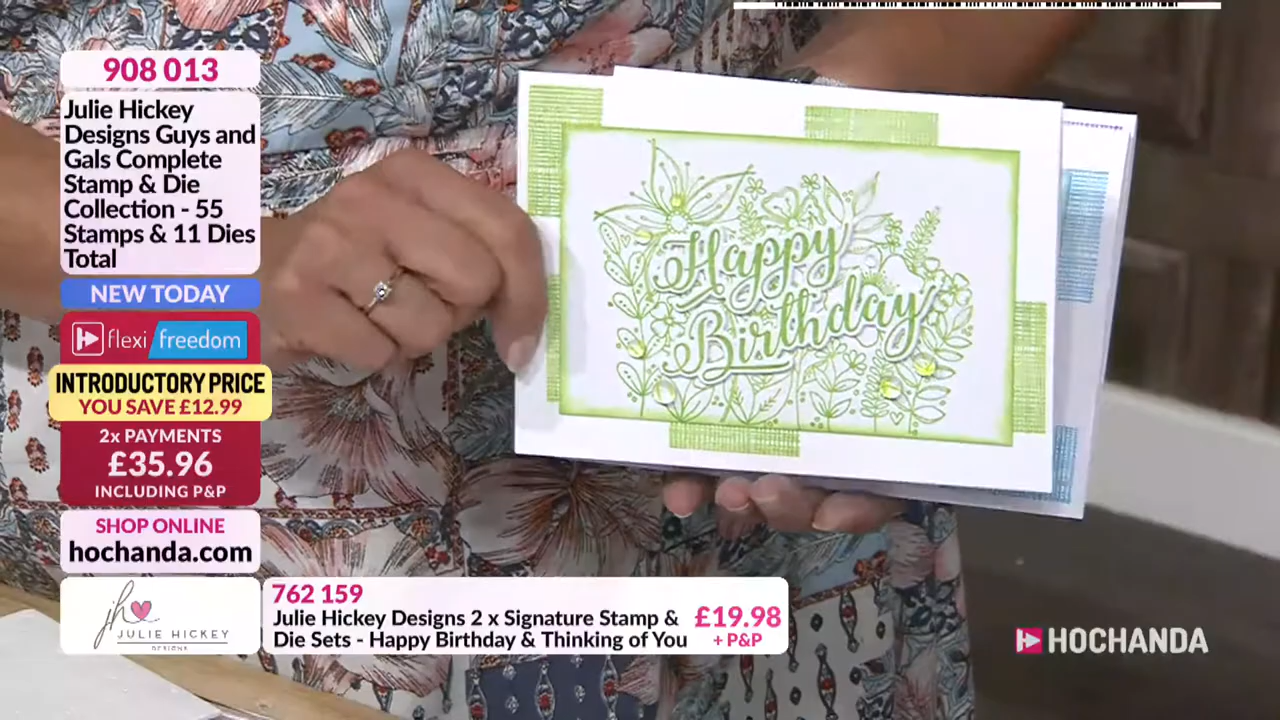 908 013
Julie Hickey
Designs Guys and
Gals Complete
Stamp & Die
Collection - 55
Stamps & 11 Dies
Total
NEW TODAY
flexi freedom
INTRODUCTORY PRICE
YOU SAVE £12.99
2x PAYMENTS
£35.96
INCLUDING P&P
SHOP ONLINE
hochanda.com
jh
JULIE HICKEY
DESIGNS
762 159
Julie Hickey Designs 2 x Signature Stamp &
Die Sets - Happy Birthday & Thinking of You
£19.98
+ P&P
Happy
Birthday
HOCHANDA